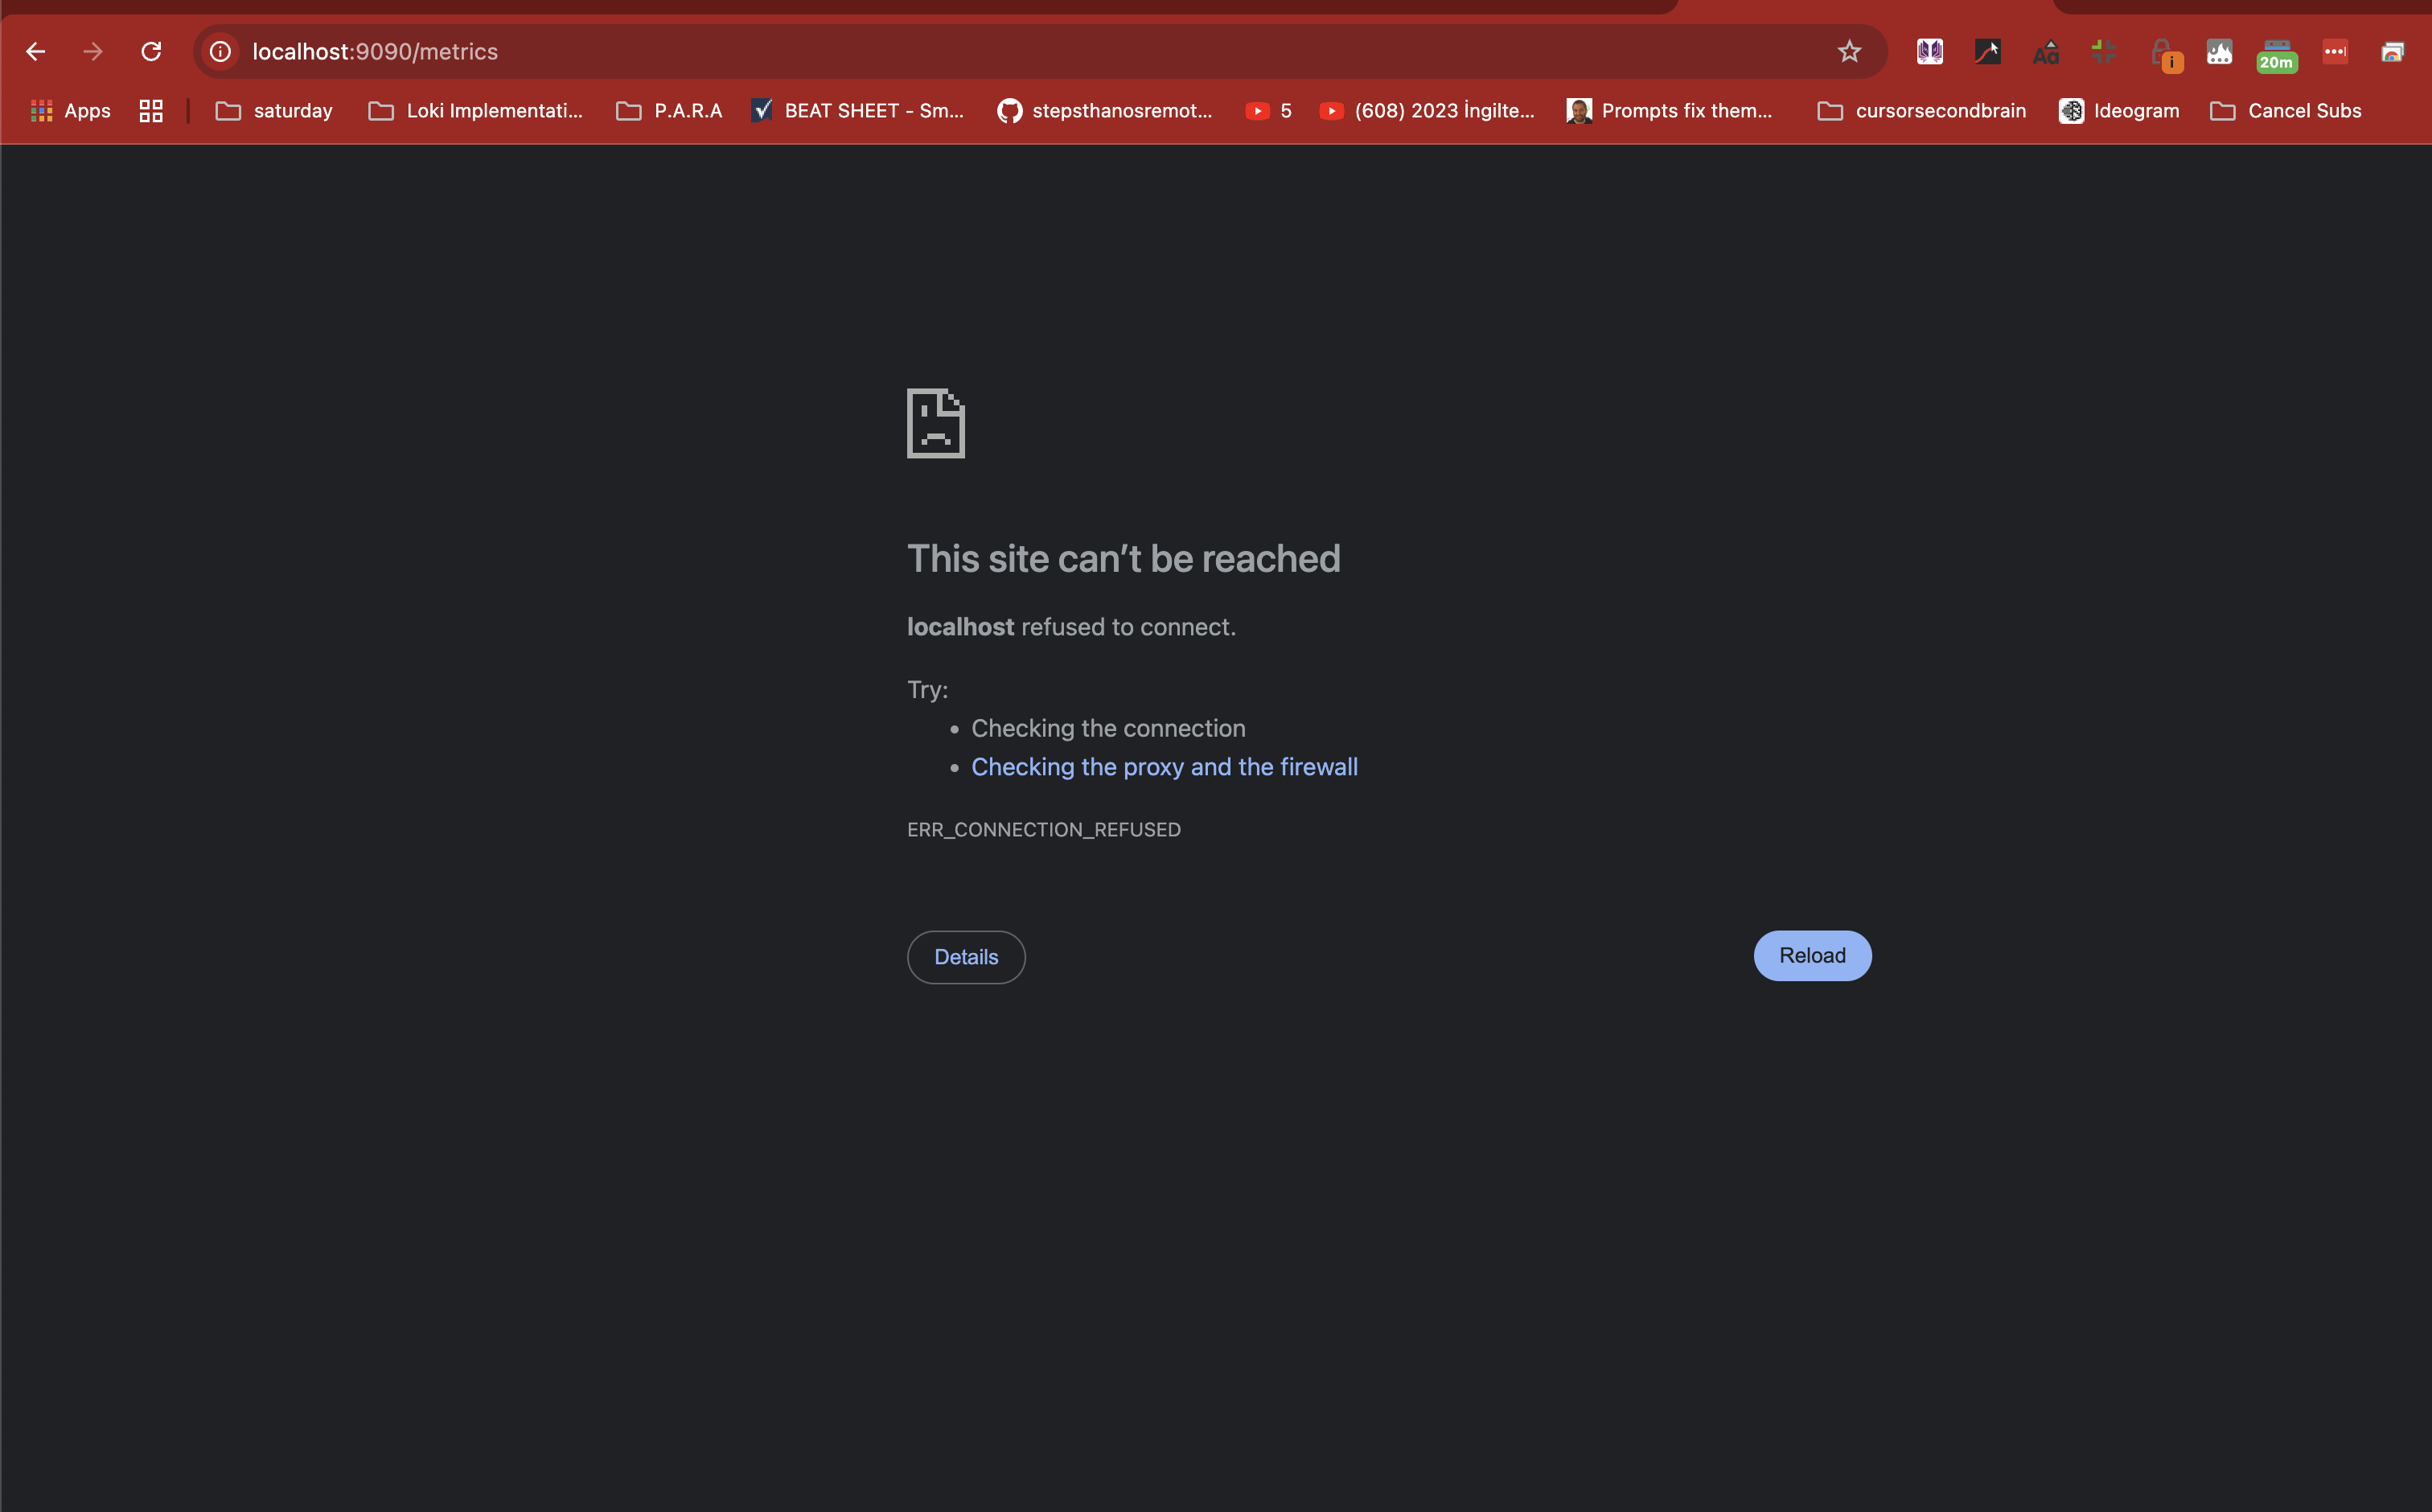 localhost:9090/metrics
Aa
i
20m
Apps
saturday
Loki Implementati...
P.A.R.A
BEAT SHEET - Sm...
stepsthanosremot...
5
(608) 2023 İngilte...
Prompts fix them...
cursorsecondbrain
Ideogram
Cancel Subs
This site can’t be reached
localhost refused to connect.
Try:
• Checking the connection
• Checking the proxy and the firewall
ERR_CONNECTION_REFUSED
Details
Reload